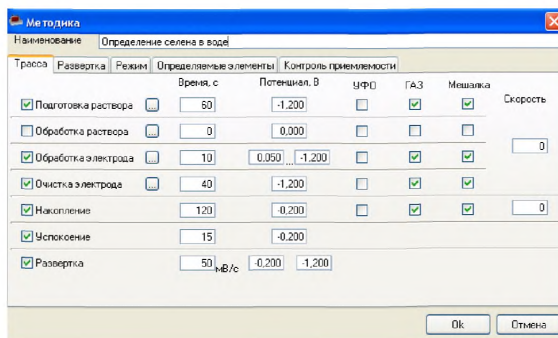 Методика
Наименование Определение селена в воде
Трасса Развертка Режим Определяемые элементы Контроль приемлемости
Время, с Потенциал, В УФО ГАЗ Мешалка
Скорость
Подготовка раствора ... 60 -1,200
Обработка раствора ... 0 0,000
0
Обработка электрода ... 10 0,050 ... -1,200
Очистка электрода ... 40 -1,200
Накопление 120 -0,200 0
Успокоение 15 -0,200
Развертка 50 мВ/с -0,200 -1,200
Ok Отмена